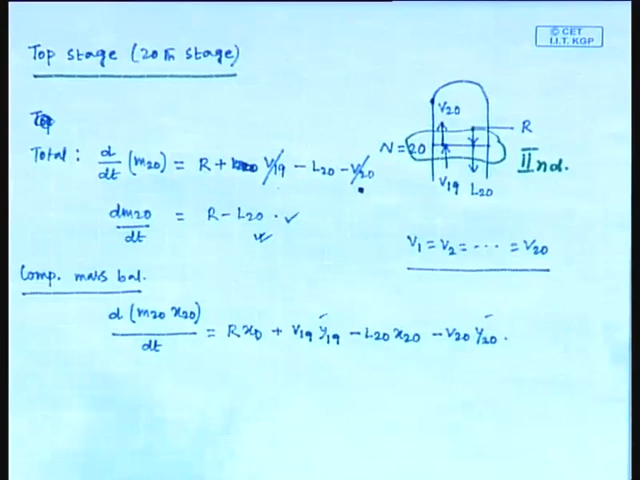 © CET
I.I.T. KGP
Top stage (20th stage)
Total : d/dt (m20) = R + V19 - L20 - V20
dm20/dt = R - L20 .
Comp. mass bal.
d (m20 x20)/dt = R xD + V19 y19 - L20 x20 - V20 y20 .
V20
R
N = 20
IInd.
V19 L20
V1 = V2 = ---- = V20